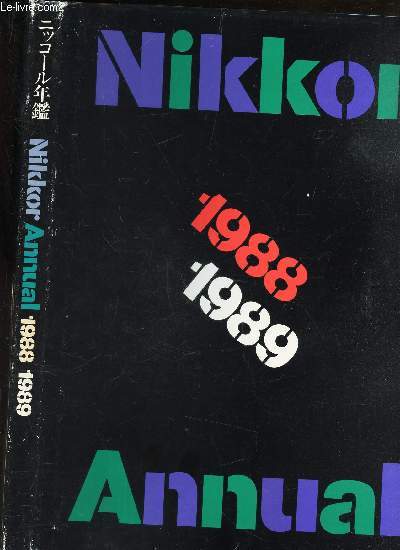 © Le-livre.com
ニッコール年鑑
Nikkor Annual 1988 1989
Nikkor
1988
1989
Annual